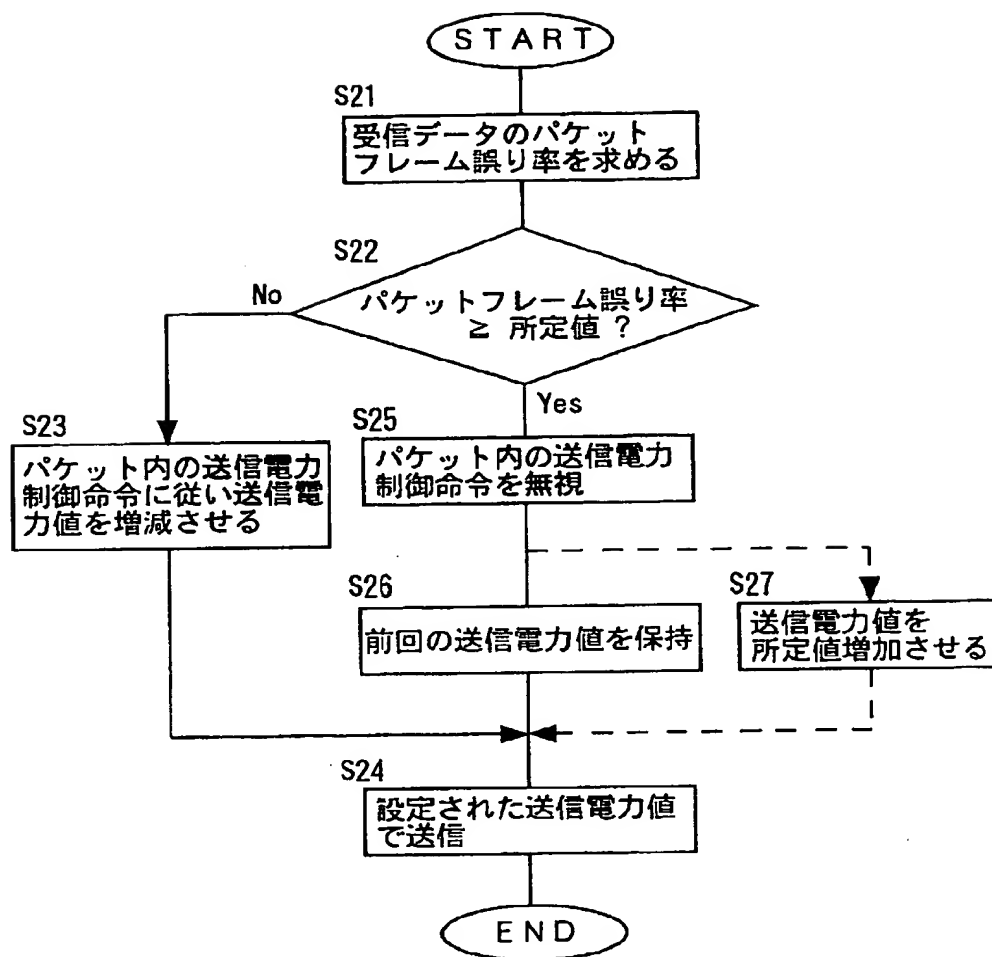 START
S21
受信データのパケット
フレーム誤り率を求める
S22
パケットフレーム誤り率
≧ 所定値 ?
No
Yes
S23
パケット内の送信電力
制御命令に従い送信電
力値を増減させる
S25
パケット内の送信電力
制御命令を無視
S26
前回の送信電力値を保持
S27
送信電力値を
所定値増加させる
S24
設定された送信電力値
で送信
END